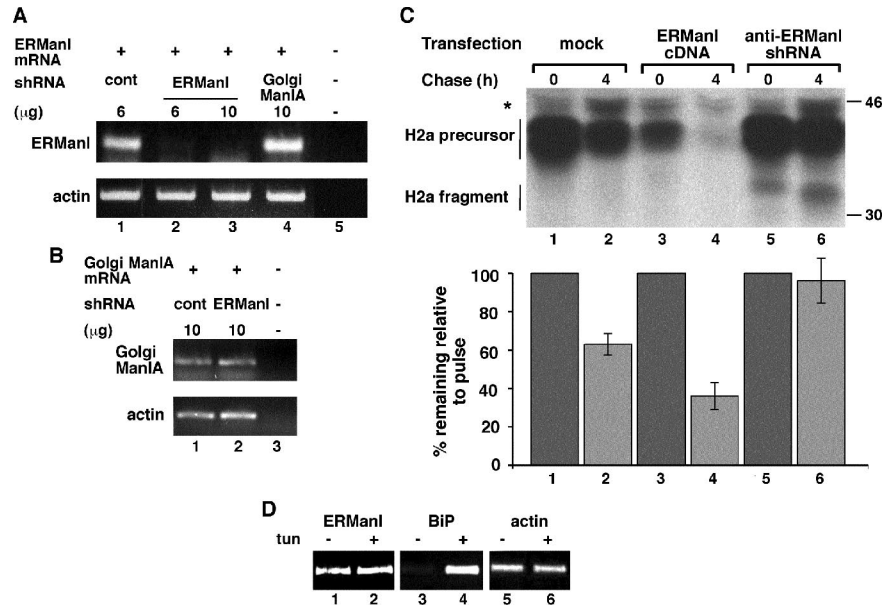 A
ERManI mRNA + + + + -
shRNA cont ERManI Golgi ManIA -
(μg) 6 6 10 10 -
ERManI
actin
1 2 3 4 5
B
Golgi ManIA mRNA + + -
shRNA cont ERManI -
(μg) 10 10 -
Golgi ManIA
actin
1 2 3
C
Transfection mock ERManI cDNA anti-ERManI shRNA
Chase (h) 0 4 0 4 0 4
* 46
H2a precursor
H2a fragment
30
1 2 3 4 5 6
% remaining relative to pulse
100
80
60
40
20
0
1 2 3 4 5 6
D
ERManI BiP actin
tun - + - + - +
1 2 3 4 5 6